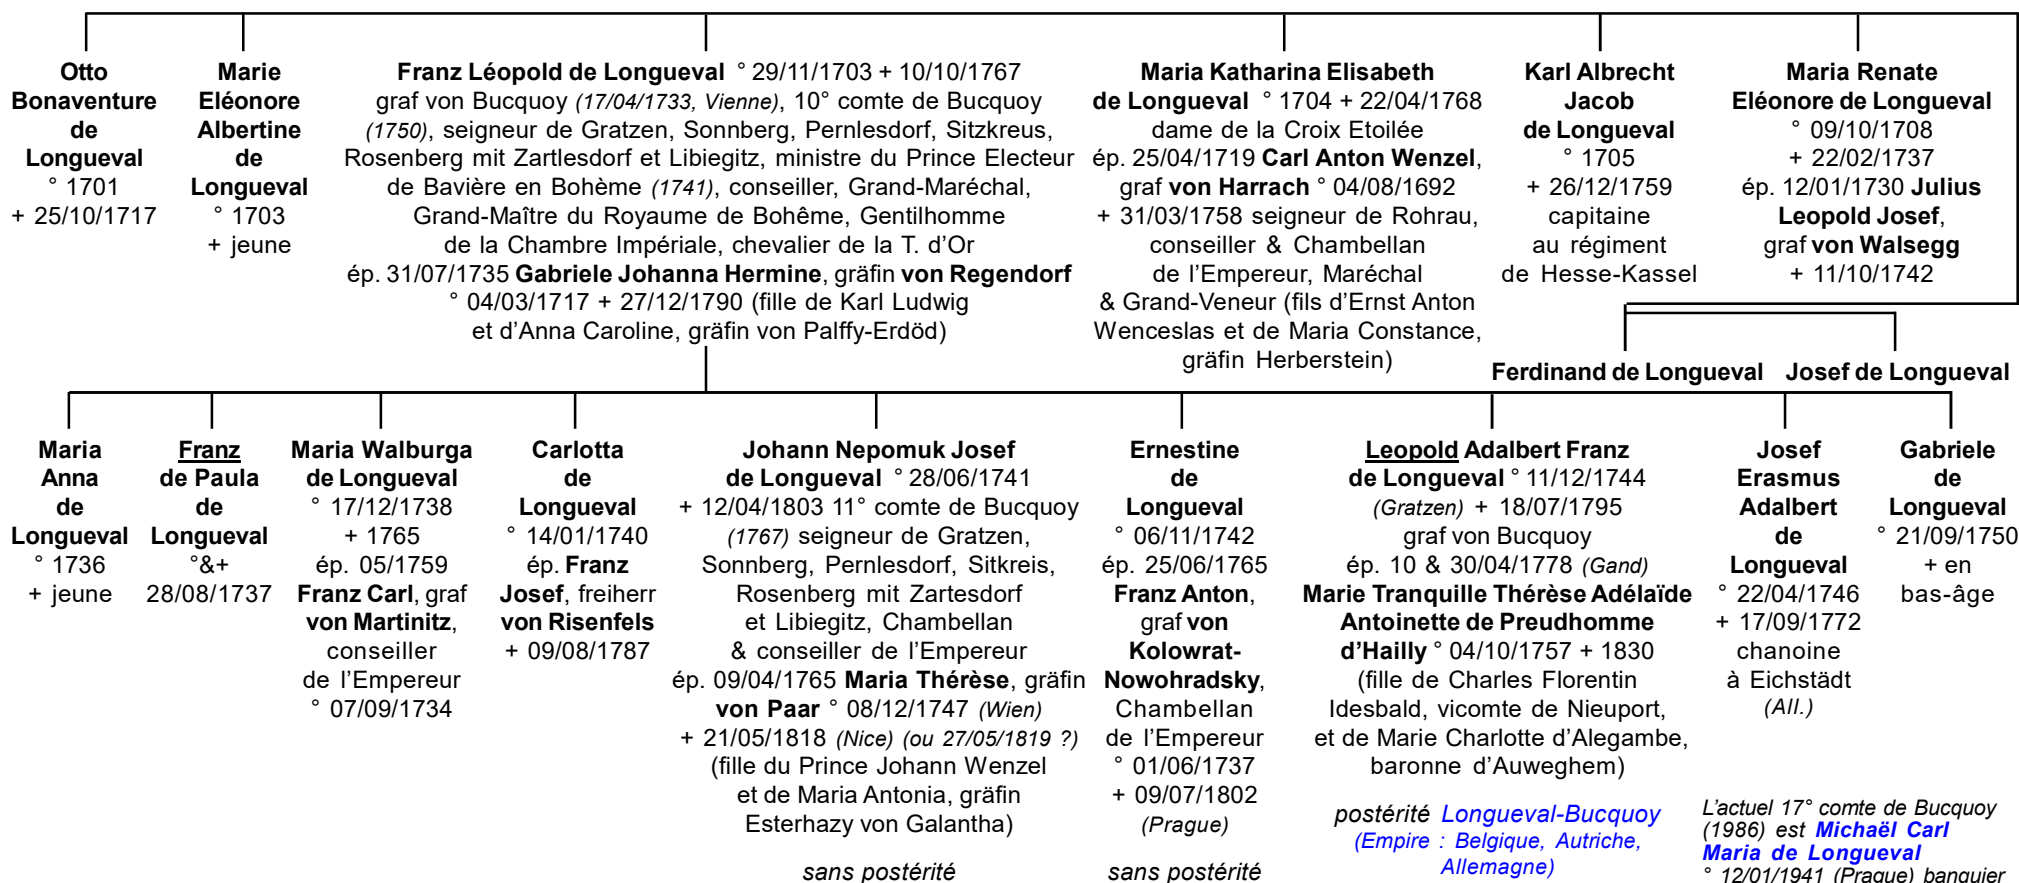 Otto
Bonaventure
de
Longueval
° 1701
+ 25/10/1717
Marie
Eléonore
Albertine
de
Longueval
° 1703
+ jeune
Franz Léopold de Longueval ° 29/11/1703 + 10/10/1767
graf von Bucquoy (17/04/1733, Vienne), 10° comte de Bucquoy
(1750), seigneur de Gratzen, Sonnberg, Pernlesdorf, Sitzkreus,
Rosenberg mit Zartlesdorf et Libiegitz, ministre du Prince Electeur
de Bavière en Bohème (1741), conseiller, Grand-Maréchal,
Grand-Maître du Royaume de Bohême, Gentilhomme
de la Chambre Impériale, chevalier de la T. d’Or
ép. 31/07/1735 Gabriele Johanna Hermine, gräfin von Regendorf
° 04/03/1717 + 27/12/1790 (fille de Karl Ludwig
et d’Anna Caroline, gräfin von Palffy-Erdöd)
Maria Katharina Elisabeth
de Longueval ° 1704 + 22/04/1768
dame de la Croix Etoilée
ép. 25/04/1719 Carl Anton Wenzel,
graf von Harrach ° 04/08/1692
+ 31/03/1758 seigneur de Rohrau,
conseiller & Chambellan
de l’Empereur, Maréchal
& Grand-Veneur (fils d’Ernst Anton
Wenceslas et de Maria Constance,
gräfin Herberstein)
Karl Albrecht
Jacob
de Longueval
° 1705
+ 26/12/1759
capitaine
au régiment
de Hesse-Kassel
Maria Renate
Eléonore de Longueval
° 09/10/1708
+ 22/02/1737
ép. 12/01/1730 Julius
Leopold Josef,
graf von Walsegg
+ 11/10/1742
Ferdinand de Longueval
Josef de Longueval
Maria
Anna
de
Longueval
° 1736
+ jeune
Franz
de Paula
de
Longueval
°&+
28/08/1737
Maria Walburga
de Longueval
° 17/12/1738
+ 1765
ép. 05/1759
Franz Carl, graf
von Martinitz,
conseiller
de l’Empereur
° 07/09/1734
Carlotta
de
Longueval
° 14/01/1740
ép. Franz
Josef, freiherr
von Risenfels
+ 09/08/1787
Johann Nepomuk Josef
de Longueval ° 28/06/1741
+ 12/04/1803 11° comte de Bucquoy
(1767) seigneur de Gratzen,
Sonnberg, Pernlesdorf, Sitkreis,
Rosenberg mit Zartesdorf
et Libiegitz, Chambellan
& conseiller de l’Empereur
ép. 09/04/1765 Maria Thérèse, gräfin
von Paar ° 08/12/1747 (Wien)
+ 21/05/1818 (Nice) (ou 27/05/1819 ?)
(fille du Prince Johann Wenzel
et de Maria Antonia, gräfin
Esterhazy von Galantha)
sans postérité
Ernestine
de
Longueval
° 06/11/1742
ép. 25/06/1765
Franz Anton,
graf von
Kolowrat-
Nowohradsky,
Chambellan
de l’Empereur
° 01/06/1737
+ 09/07/1802
(Prague)
sans postérité
Leopold Adalbert Franz
de Longueval ° 11/12/1744
(Gratzen) + 18/07/1795
graf von Bucquoy
ép. 10 & 30/04/1778 (Gand)
Marie Tranquille Thérèse Adélaïde
Antoinette de Preudhomme
d’Hailly ° 04/10/1757 + 1830
(fille de Charles Florentin
Idesbald, vicomte de Nieuport,
et de Marie Charlotte d’Alegambe,
baronne d’Auweghem)
postérité Longueval-Bucquoy
(Empire : Belgique, Autriche,
Allemagne)
Josef
Erasmus
Adalbert
de
Longueval
° 22/04/1746
+ 17/09/1772
chanoine
à Eichstädt
(All.)
Gabriele
de
Longueval
° 21/09/1750
+ en
bas-âge
L’actuel 17° comte de Bucquoy
(1986) est Michaël Carl
Maria de Longueval
° 12/01/1941 (Prague) banquier